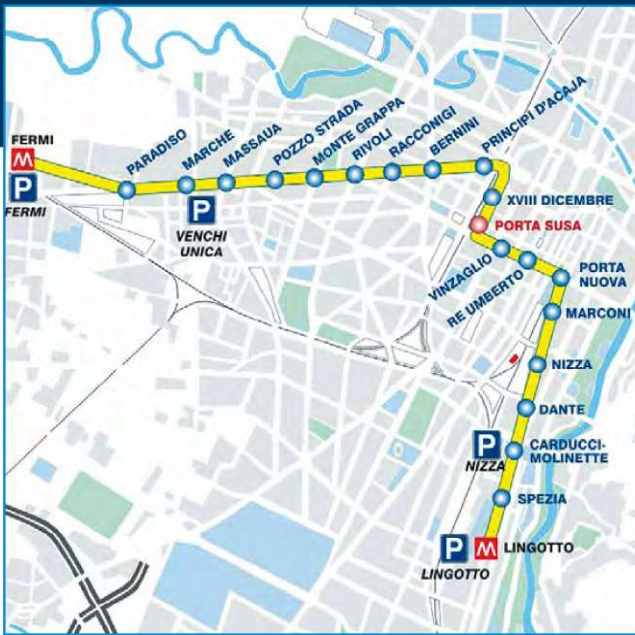 FERMI
M
P
FERMI
PARADISO
MARCHE
MASSAUA
POZZO STRADA
MONTE GRAPPA
RIVOLI
RACCONIGI
BERNINI
PRINCIPI D'ACAJA
P
VENCHI
UNICA
XVIII DICEMBRE
PORTA SUSA
VINZAGLIO
RE UMBERTO
PORTA
NUOVA
MARCONI
NIZZA
DANTE
P
NIZZA
CARDUCCI-
MOLINETTE
SPEZIA
P
LINGOTTO
M
LINGOTTO